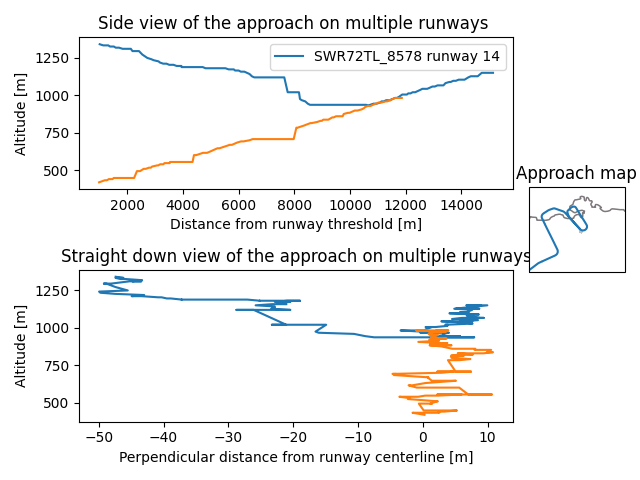 Side view of the approach on multiple runways
Altitude [m]
1250
1000
750
500
SWR72TL_8578 runway 14
2000 4000 6000 8000 10000 12000 14000
Distance from runway threshold [m]
Approach map
Straight down view of the approach on multiple runways
Altitude [m]
1250
1000
750
500
−50 −40 −30 −20 −10 0 10
Perpendicular distance from runway centerline [m]